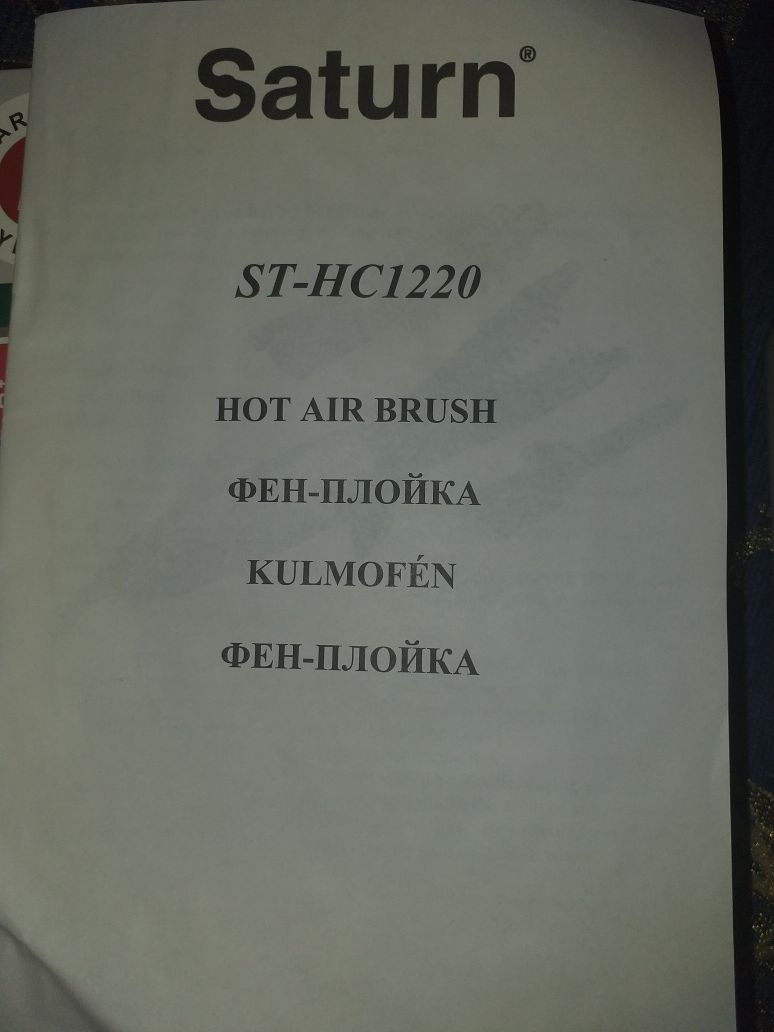 Saturn®
ST-HC1220
HOT AIR BRUSH
ФЕН-ПЛОЙКА
KULMOFÉN
ФЕН-ПЛОЙКА